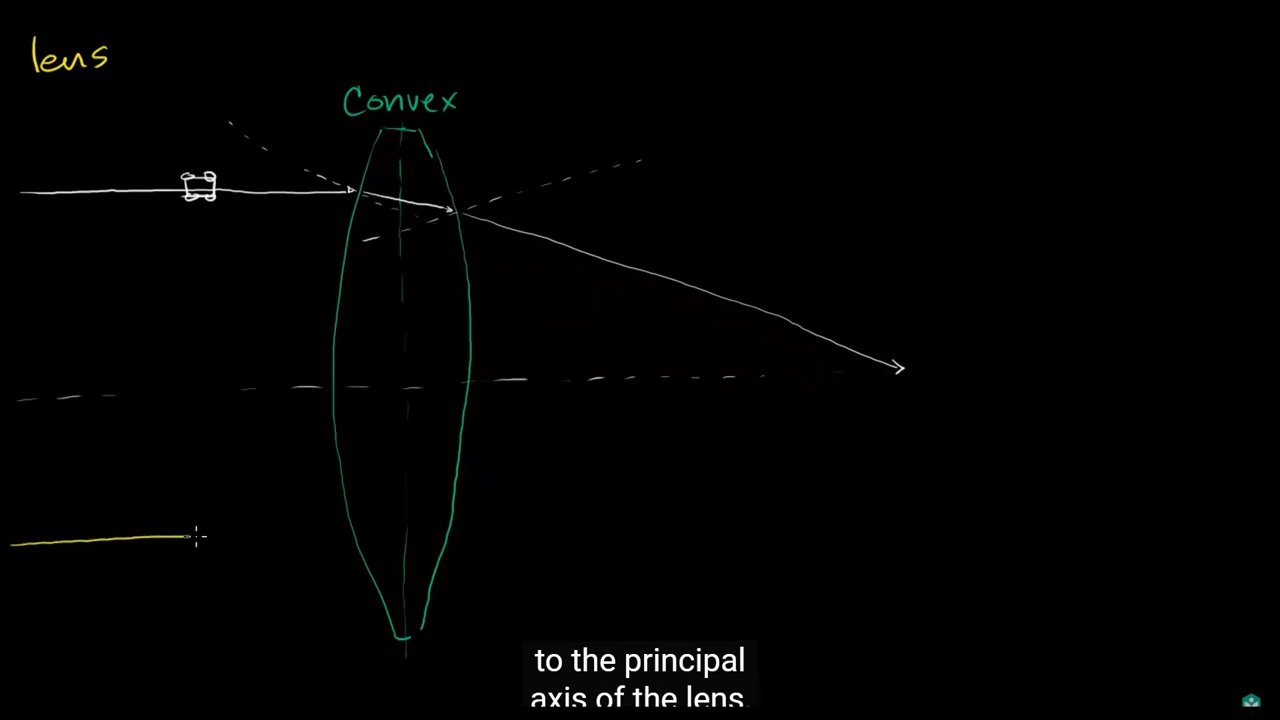 lens
Convex
to the principal
axis of the lens.